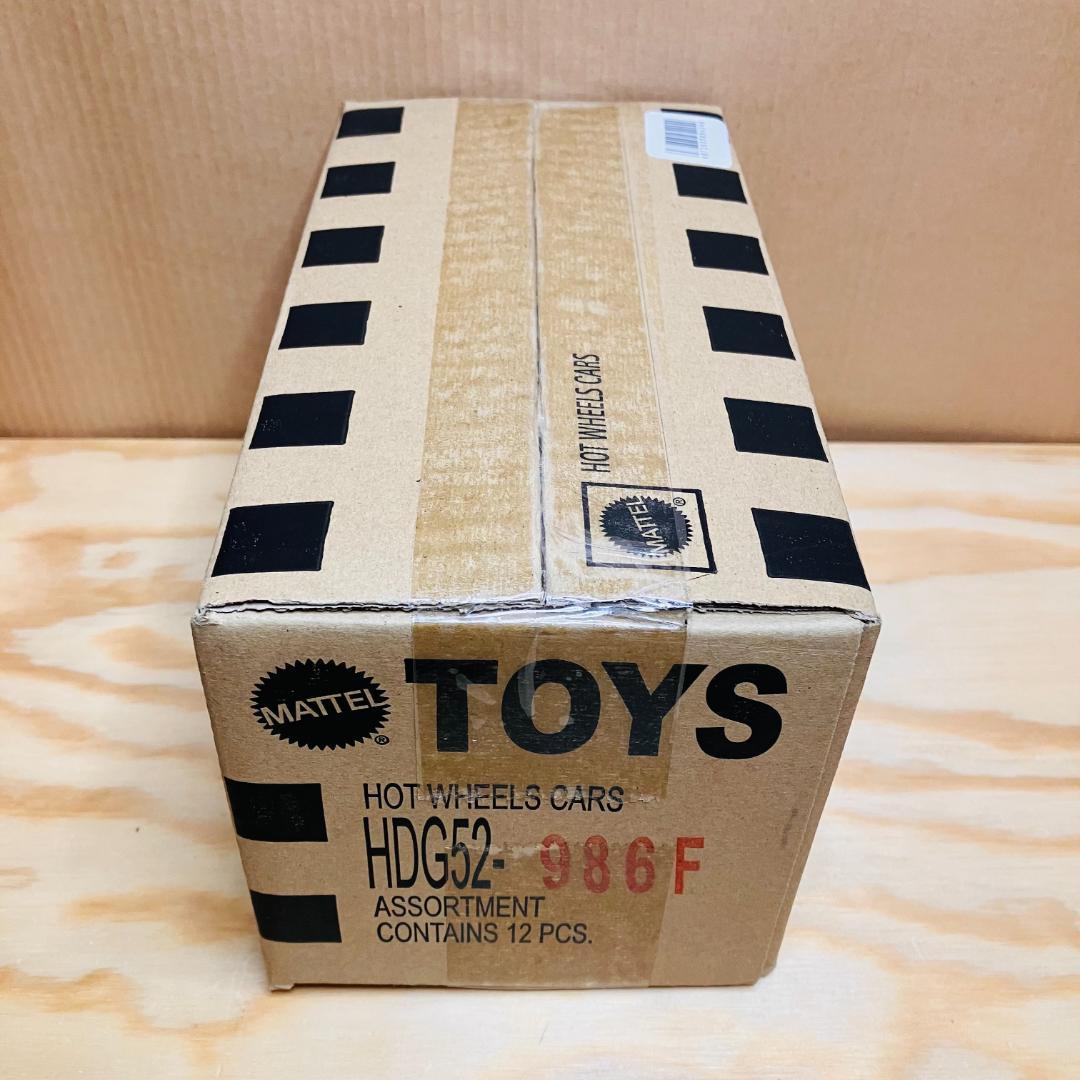 HOT WHEELS CARS
MATTEL®
MATTEL® TOYS
HOT WHEELS CARS
HDG52- 986F
ASSORTMENT
CONTAINS 12 PCS.